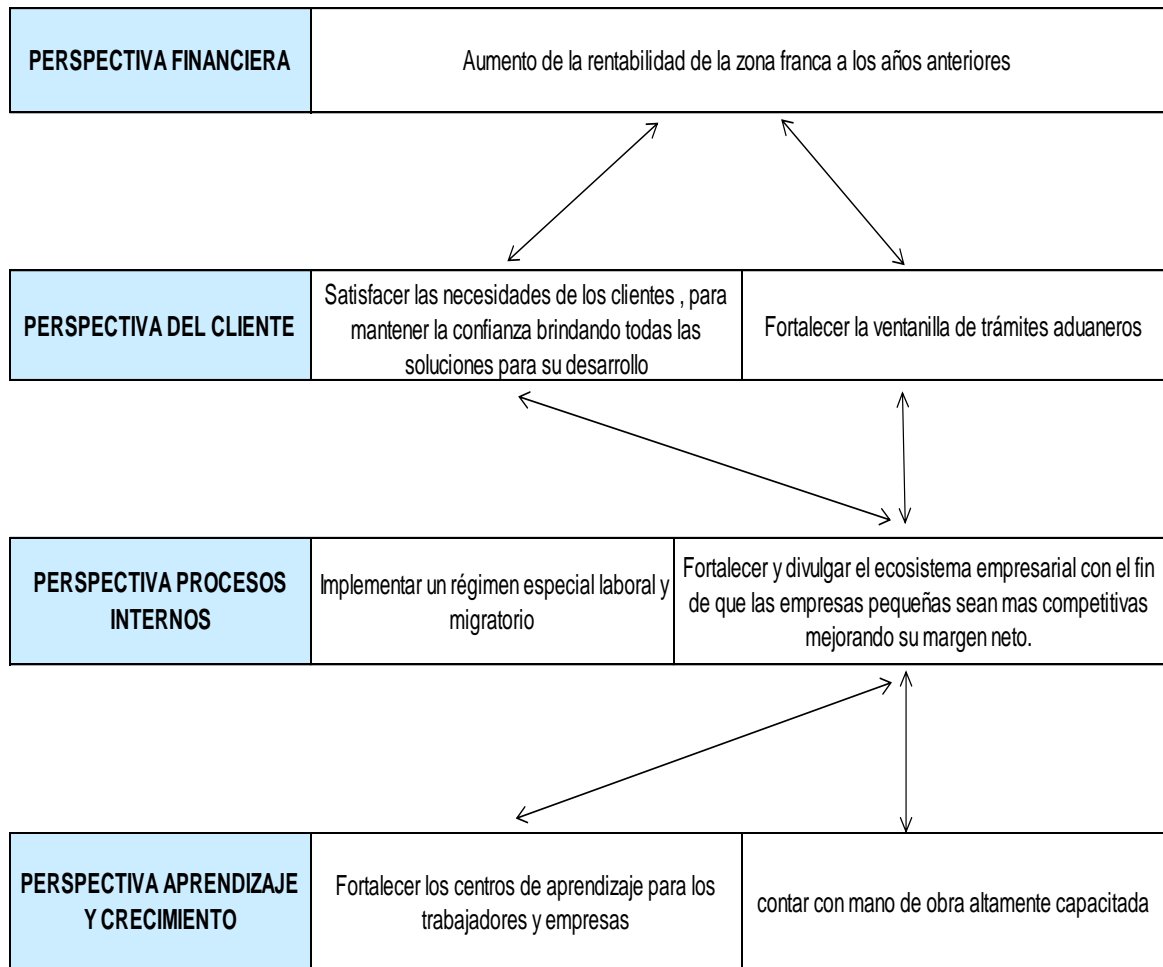 PERSPECTIVA FINANCIERA
Aumento de la rentabilidad de la zona franca a los años anteriores
PERSPECTIVA DEL CLIENTE
Satisfacer las necesidades de los clientes , para
mantener la confianza brindando todas las
soluciones para su desarrollo
Fortalecer la ventanilla de trámites aduaneros
PERSPECTIVA PROCESOS
INTERNOS
Implementar un régimen especial laboral y
migratorio
Fortalecer y divulgar el ecosistema empresarial con el fin
de que las empresas pequeñas sean mas competitivas
mejorando su margen neto.
PERSPECTIVA APRENDIZAJE
Y CRECIMIENTO
Fortalecer los centros de aprendizaje para los
trabajadores y empresas
contar con mano de obra altamente capacitada